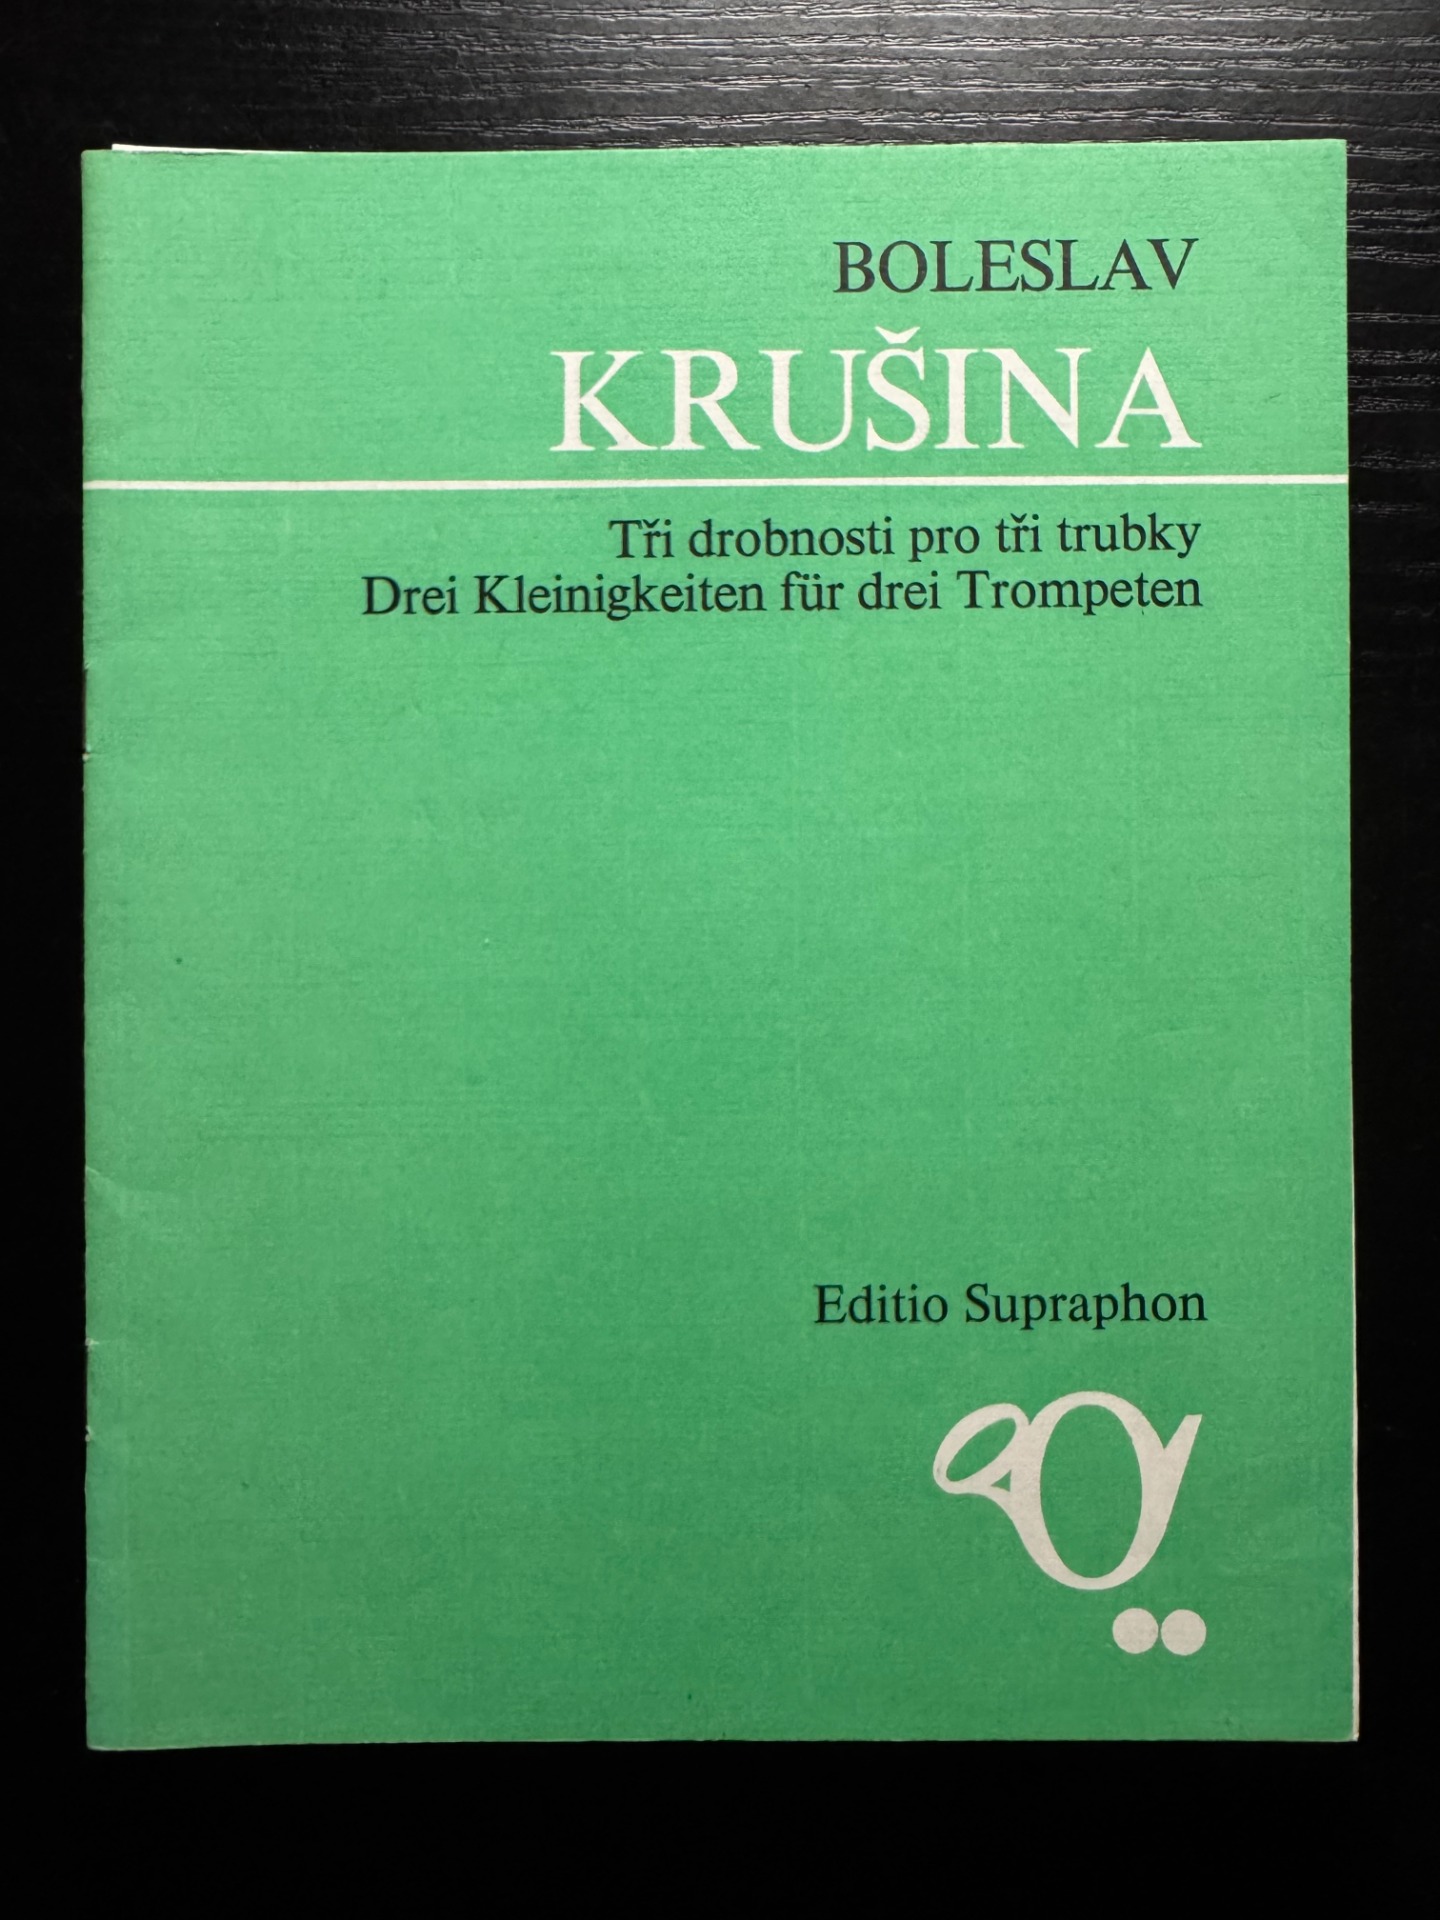 BOLESLAV
KRUŠINA
Tři drobnosti pro tři trubky
Drei Kleinigkeiten für drei Trompeten
Editio Supraphon